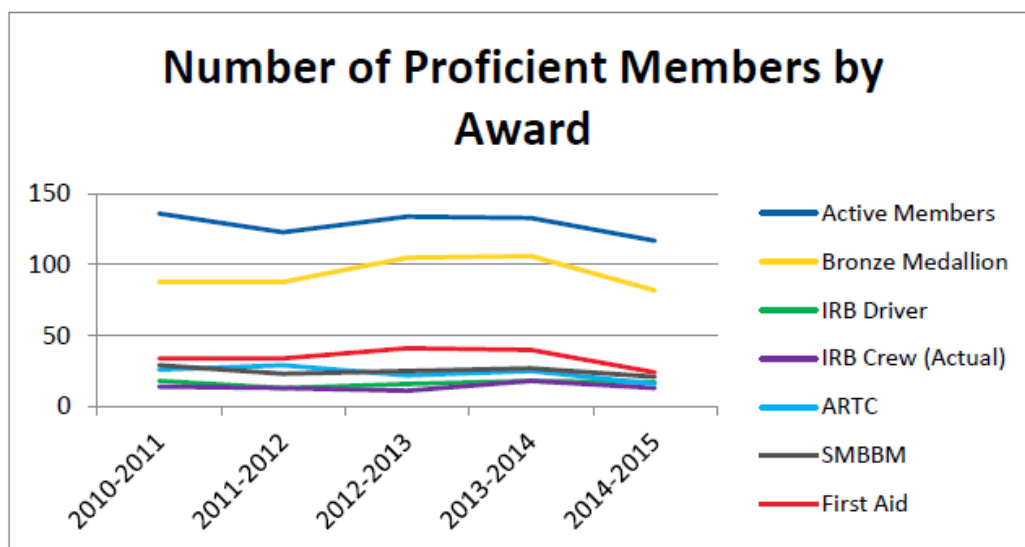 Number of Proficient Members by
Award
150
100
50
0
2010-2011
2011-2012
2012-2013
2013-2014
2014-2015
Active Members
Bronze Medallion
IRB Driver
IRB Crew (Actual)
ARTC
SMBBM
First Aid